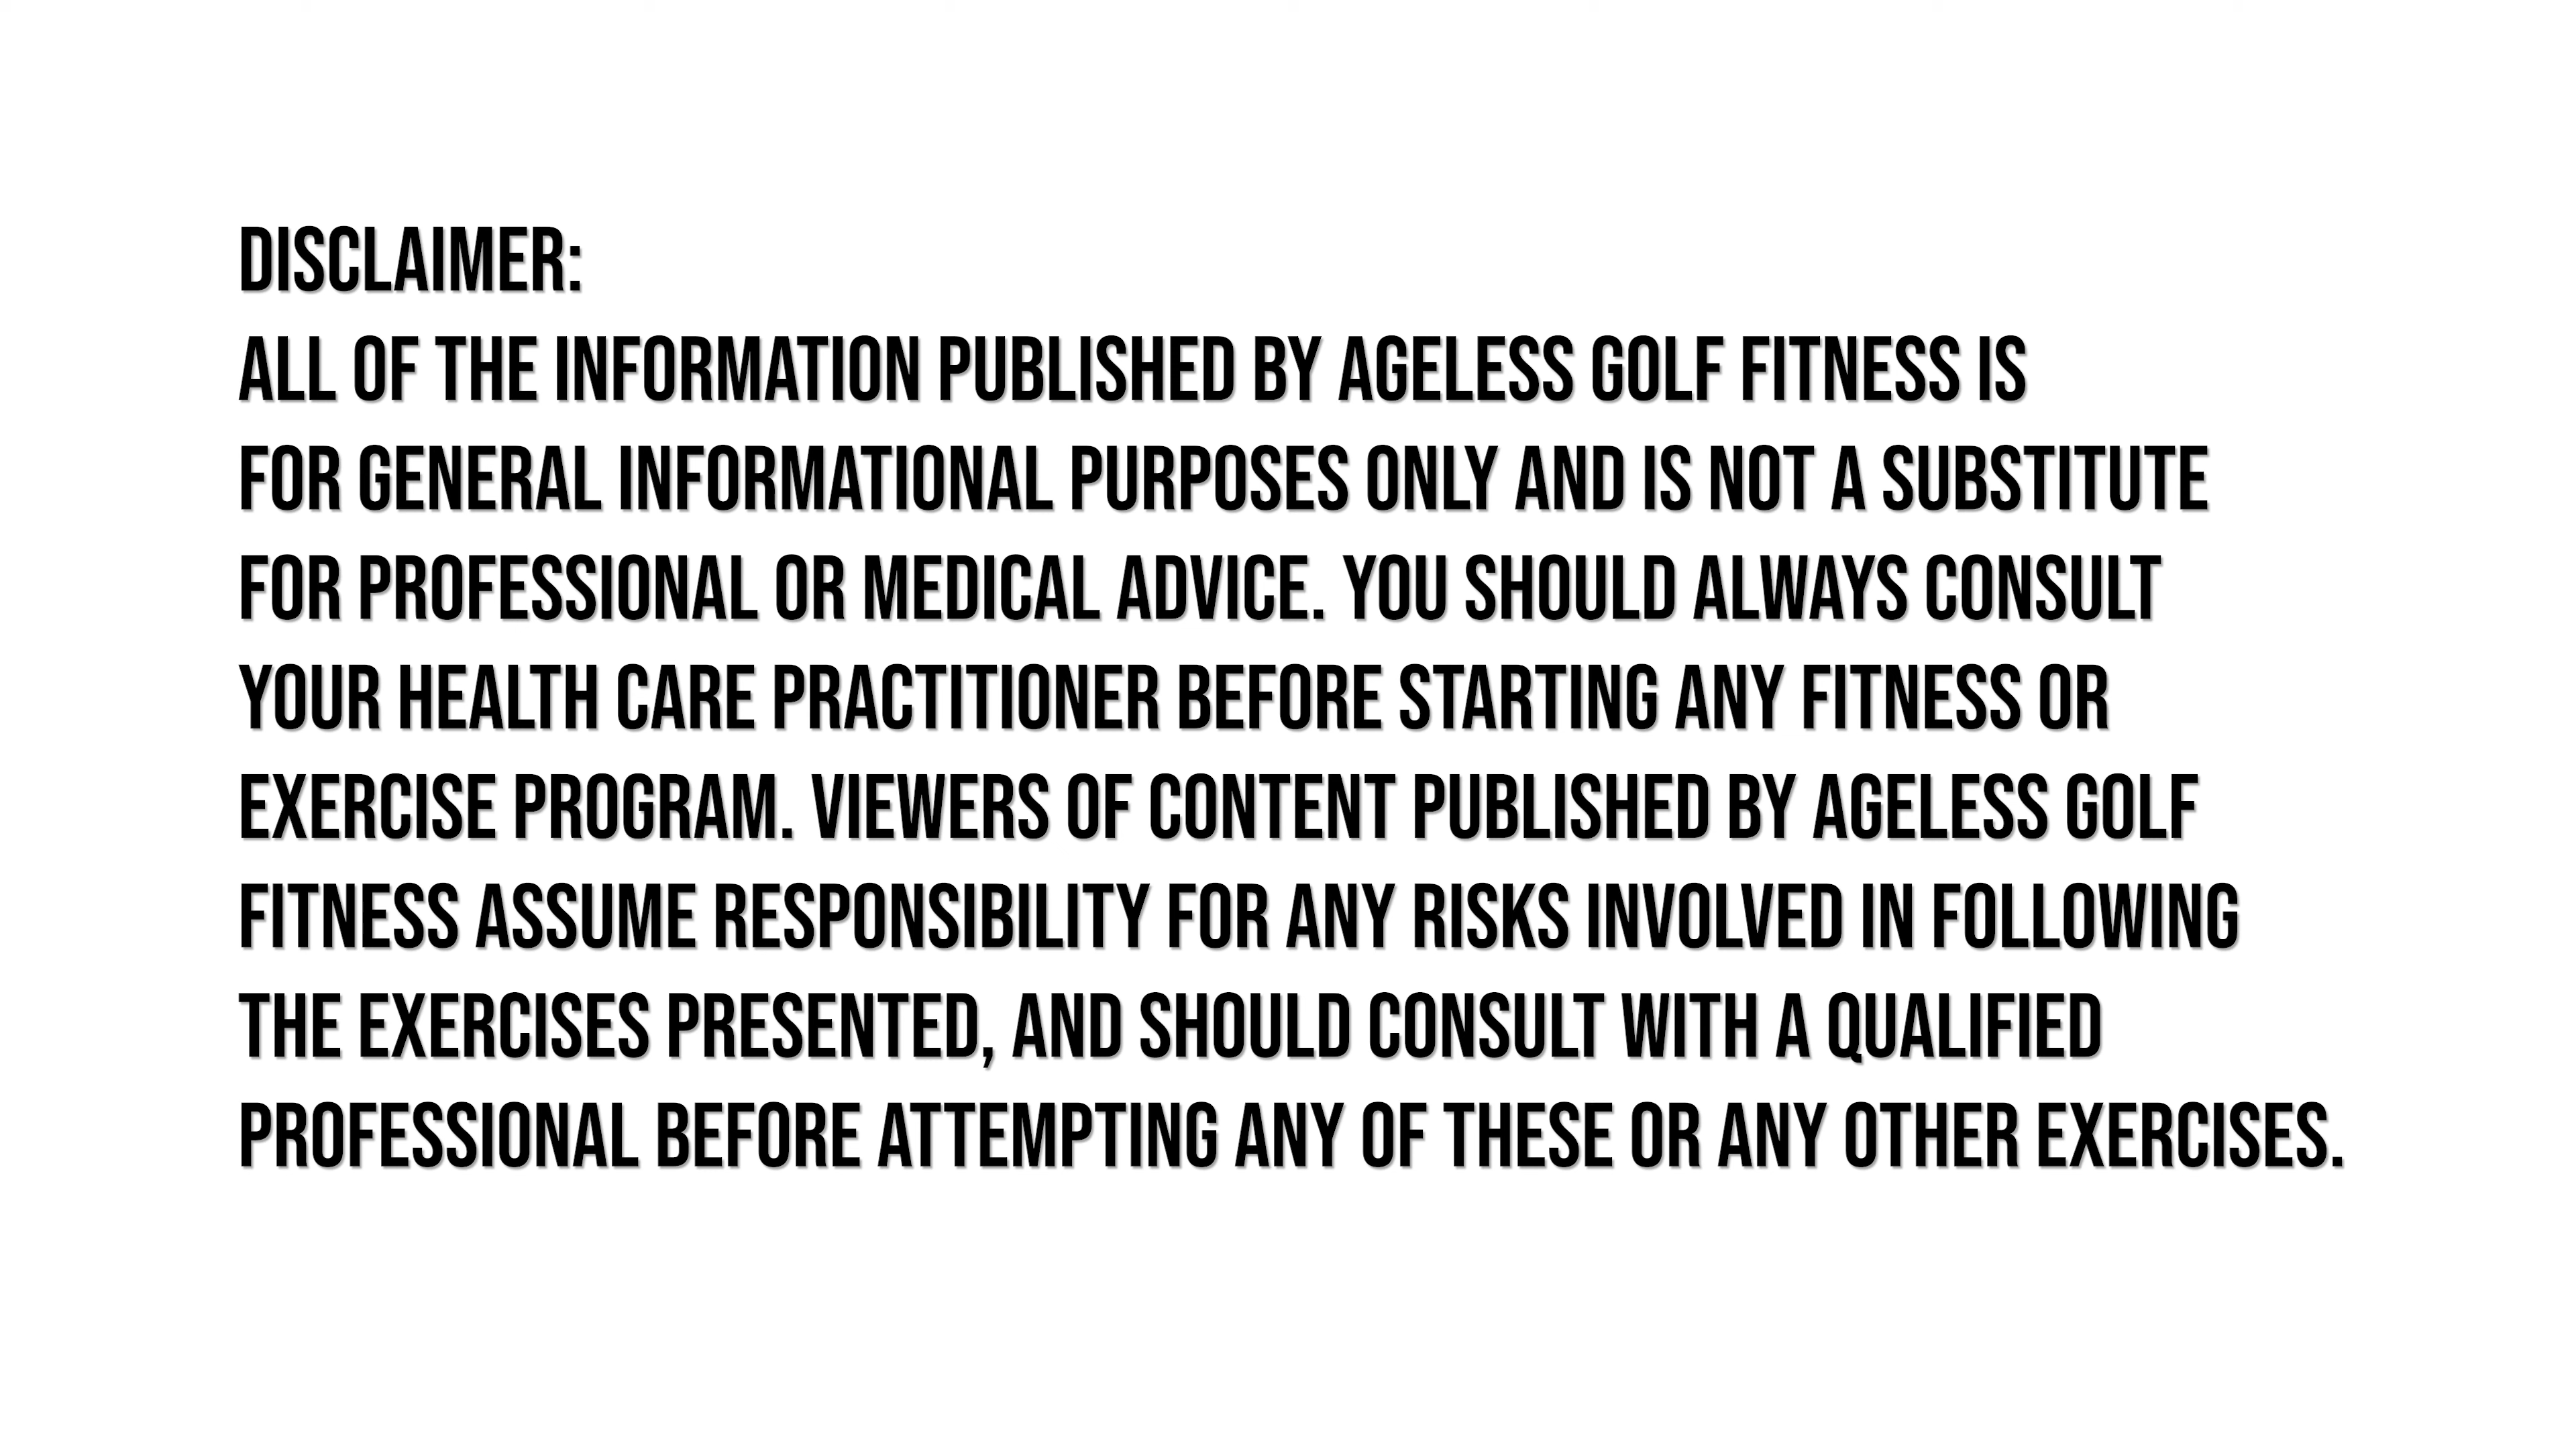 DISCLAIMER:
ALL OF THE INFORMATION PUBLISHED BY AGELESS GOLF FITNESS IS
FOR GENERAL INFORMATIONAL PURPOSES ONLY AND IS NOT A SUBSTITUTE
FOR PROFESSIONAL OR MEDICAL ADVICE. YOU SHOULD ALWAYS CONSULT
YOUR HEALTH CARE PRACTITIONER BEFORE STARTING ANY FITNESS OR
EXERCISE PROGRAM. VIEWERS OF CONTENT PUBLISHED BY AGELESS GOLF
FITNESS ASSUME RESPONSIBILITY FOR ANY RISKS INVOLVED IN FOLLOWING
THE EXERCISES PRESENTED, AND SHOULD CONSULT WITH A QUALIFIED
PROFESSIONAL BEFORE ATTEMPTING ANY OF THESE OR ANY OTHER EXERCISES.